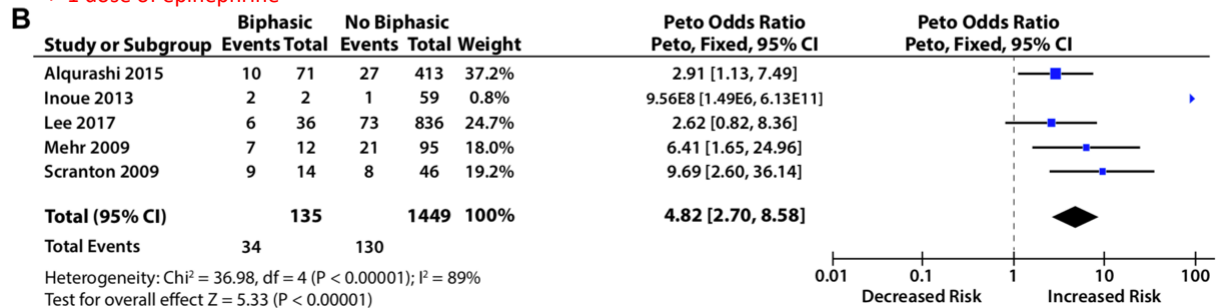 > 1 dose of epinephrine
B
Biphasic No Biphasic Peto Odds Ratio Peto Odds Ratio
Study or Subgroup Events Total Events Total Weight Peto, Fixed, 95% CI Peto, Fixed, 95% CI
Alqurashi 2015 10 71 27 413 37.2% 2.91 [1.13, 7.49]
Inoue 2013 2 2 1 59 0.8% 9.56E8 [1.49E6, 6.13E11]
Lee 2017 6 36 73 836 24.7% 2.62 [0.82, 8.36]
Mehr 2009 7 12 21 95 18.0% 6.41 [1.65, 24.96]
Scranton 2009 9 14 8 46 19.2% 9.69 [2.60, 36.14]
Total (95% CI) 135 1449 100% 4.82 [2.70, 8.58]
Total Events 34 130
Heterogeneity: Chi² = 36.98, df = 4 (P < 0.00001); I² = 89%
Test for overall effect Z = 5.33 (P < 0.00001)
0.01 0.1 1 10 100
Decreased Risk Increased Risk